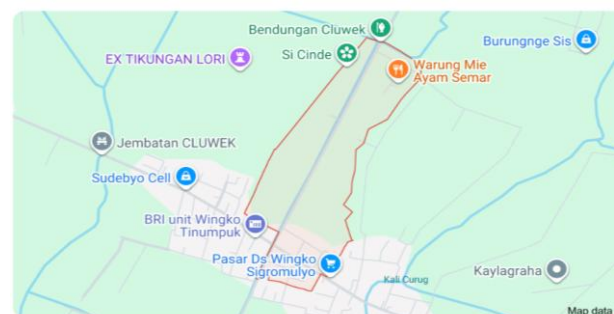 Bendungan Cluwek
Si Cinde
EX TIKUNGAN LORI
Burungnge Sis
Warung Mie
Ayam Semar
Jembatan CLUWEK
Sudebyo Cell
BRI unit Wingko
Tinumpuk
Pasar Ds Wingko
Sigromulyo
Kali Curug
Kaylagraha
Map data